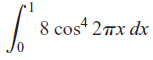 ∫₀¹ 8 cos⁴ 2πx dx